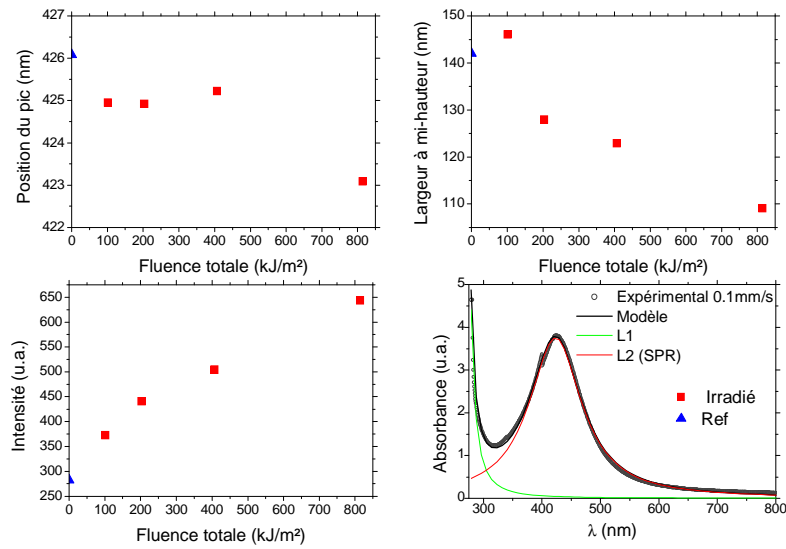 427
426
425
424
423
422
Position du pic (nm)
0 100 200 300 400 500 600 700 800
Fluence totale (kJ/m²)
150
140
130
120
110
Largeur à mi-hauteur (nm)
0 100 200 300 400 500 600 700 800
Fluence totale (kJ/m²)
650
600
550
500
450
400
350
300
250
Intensité (u.a.)
0 100 200 300 400 500 600 700 800
Fluence totale (kJ/m²)
5
4
3
2
1
0
Absorbance (u.a.)
Expérimental 0.1mm/s
Modèle
L1
L2 (SPR)
Irradié
Ref
300 400 500 600 700 800
λ (nm)